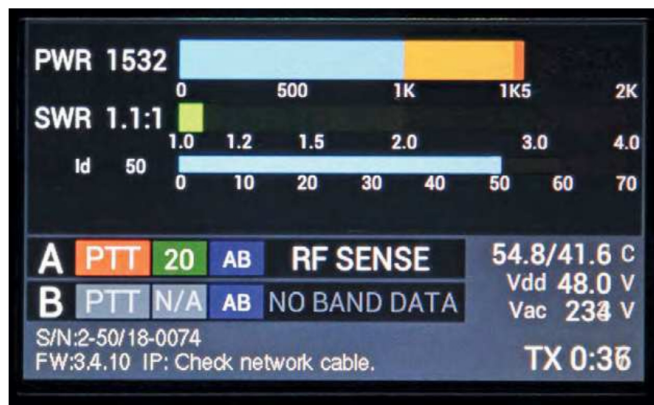 PWR 1532
0 500 1K 1K5 2K
SWR 1.1:1
1.0 1.2 1.5 2.0 3.0 4.0
Id 50
0 10 20 30 40 50 60 70
A PTT 20 AB RF SENSE
54.8/41.6 C
Vdd 48.0 V
B PTT N/A AB NO BAND DATA
Vac V
S/N:2-50/18-0074
FW:3.4.10 IP: Check network cable.
TX